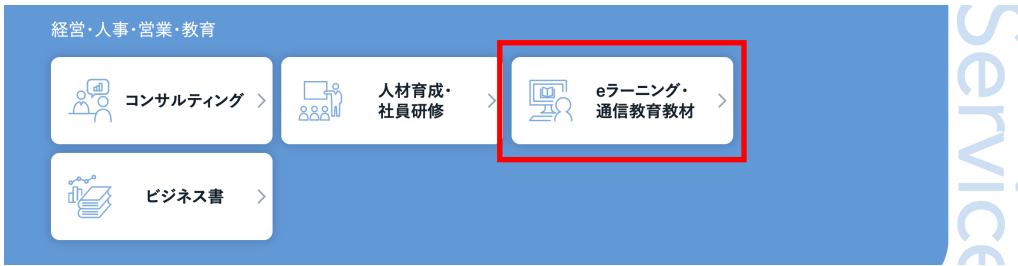 経営・人事・営業・教育
コンサルティング
人材育成・
社員研修
eラーニング・
通信教育教材
ビジネス書
Service